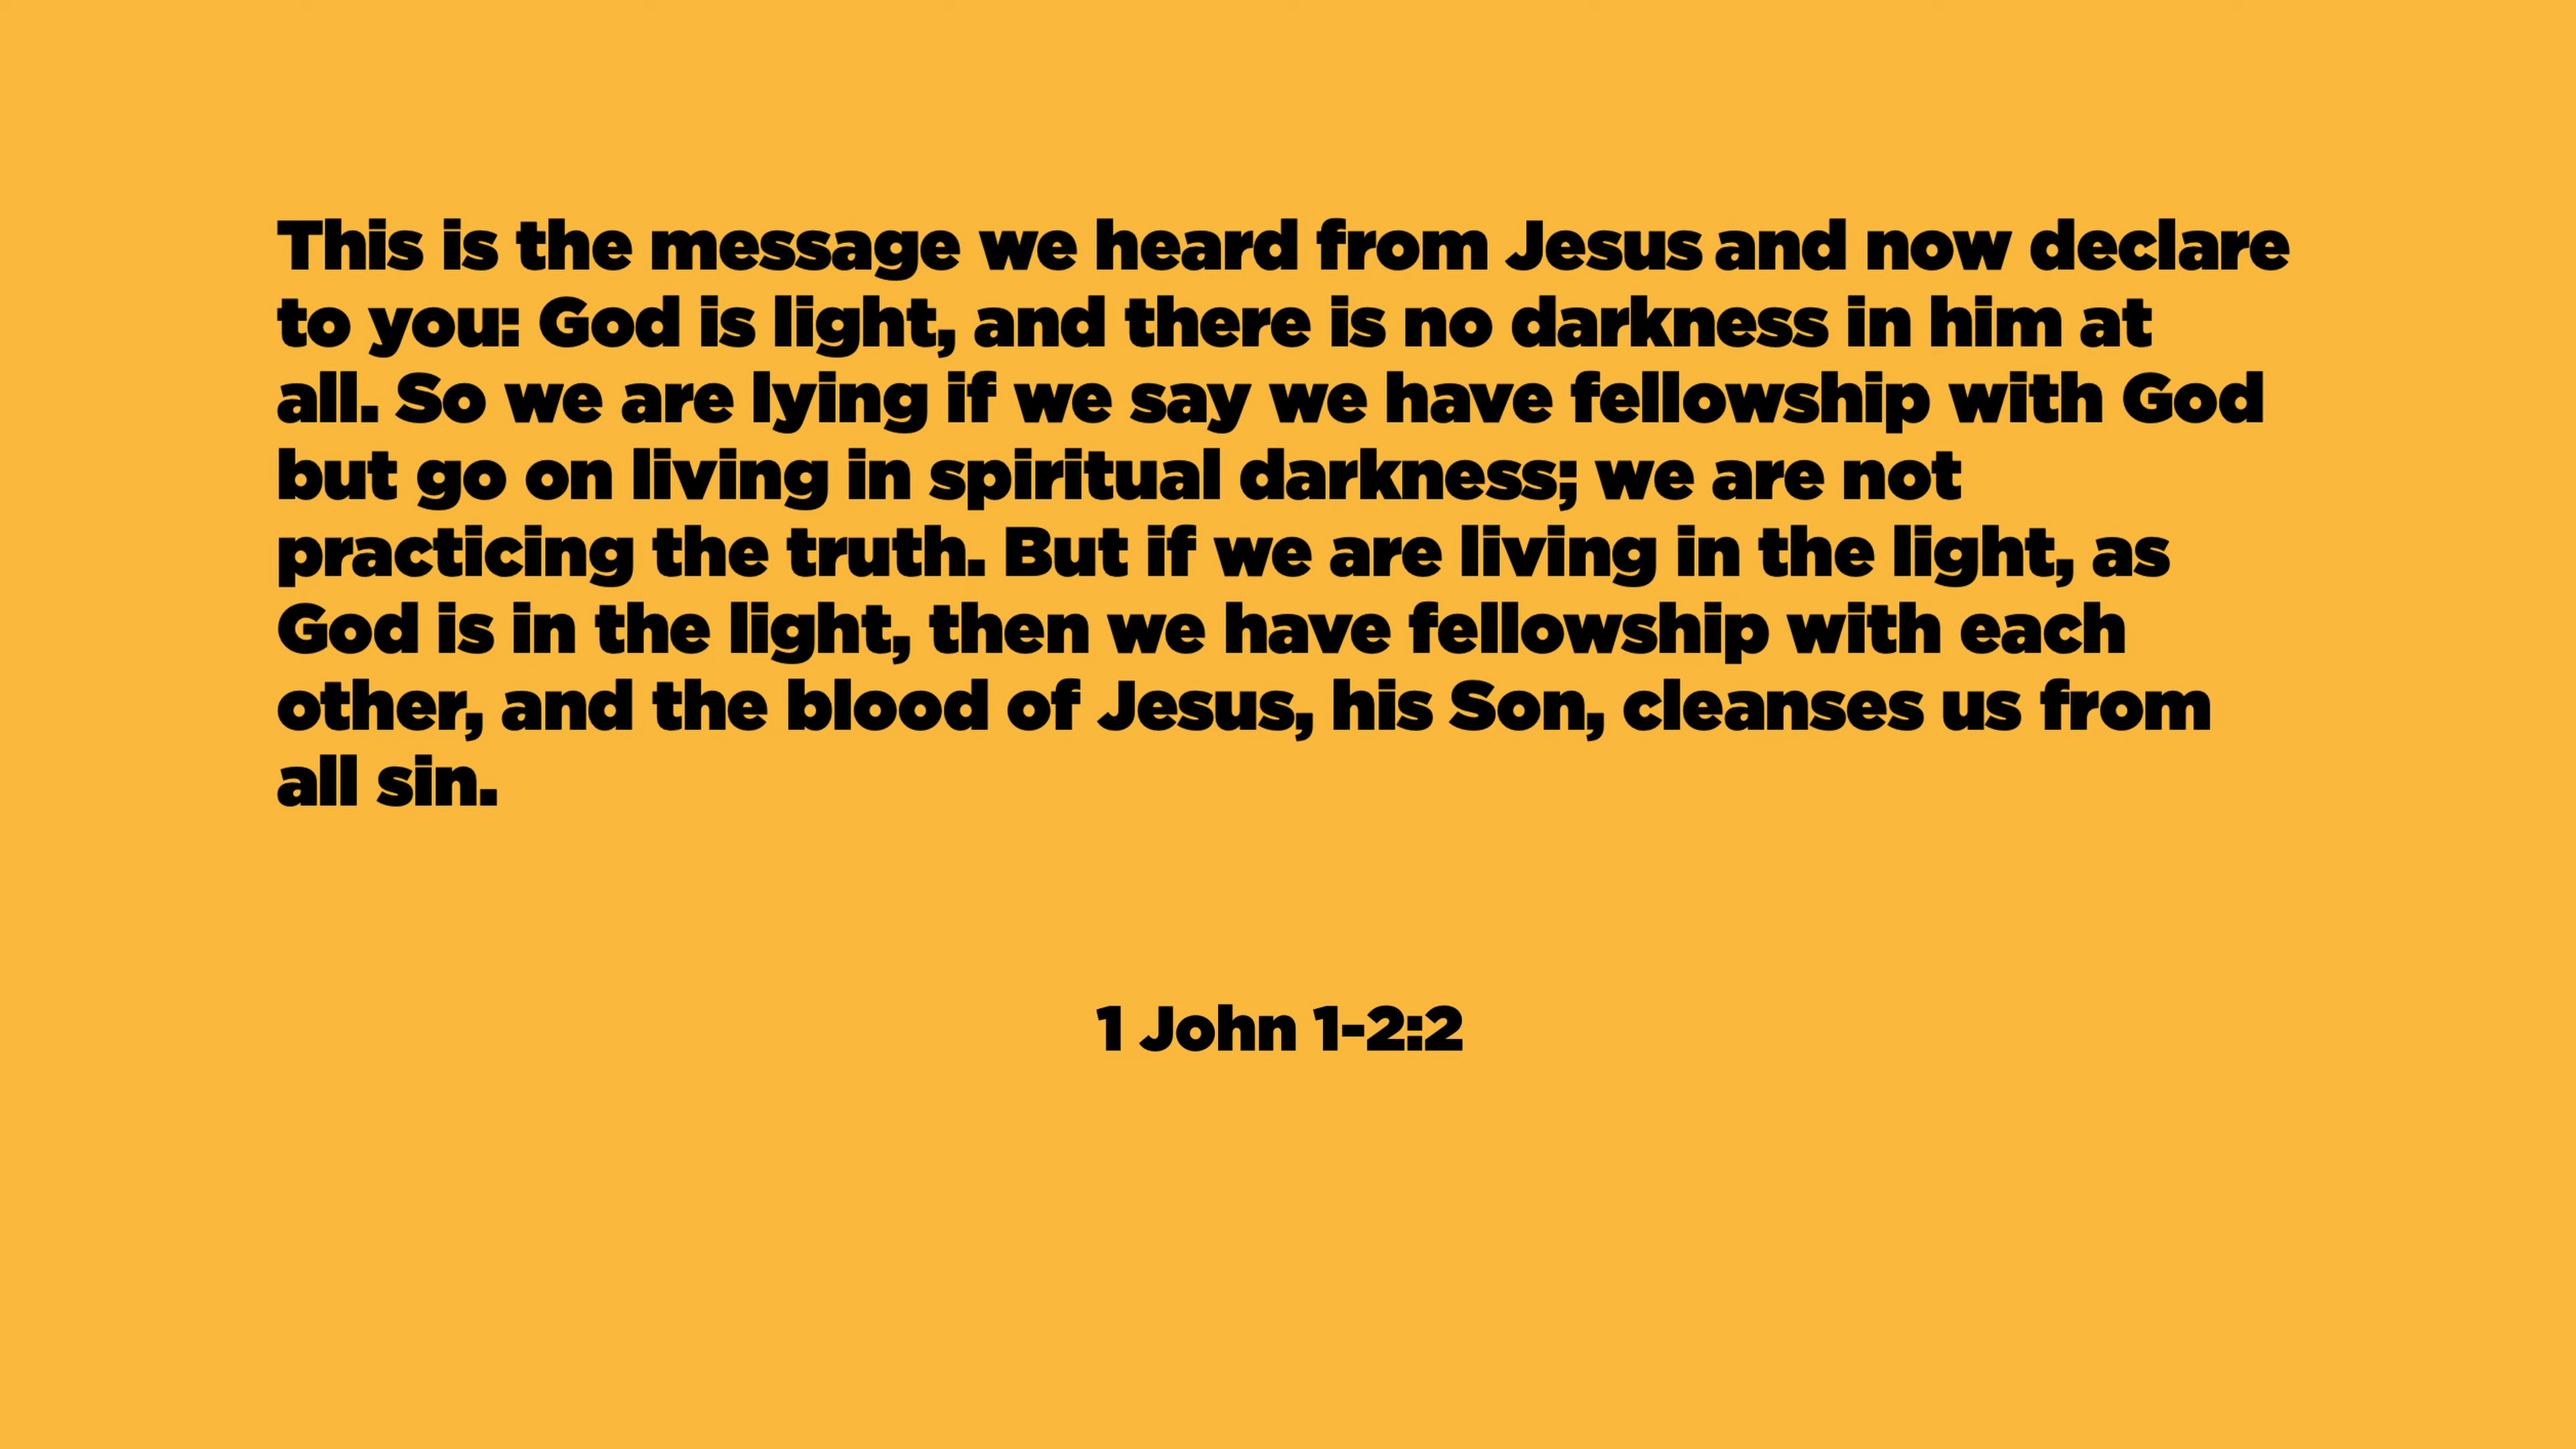 This is the message we heard from Jesus and now declare
to you: God is light, and there is no darkness in him at
all. So we are lying if we say we have fellowship with God
but go on living in spiritual darkness; we are not
practicing the truth. But if we are living in the light, as
God is in the light, then we have fellowship with each
other, and the blood of Jesus, his Son, cleanses us from
all sin.
1 John 1-2:2